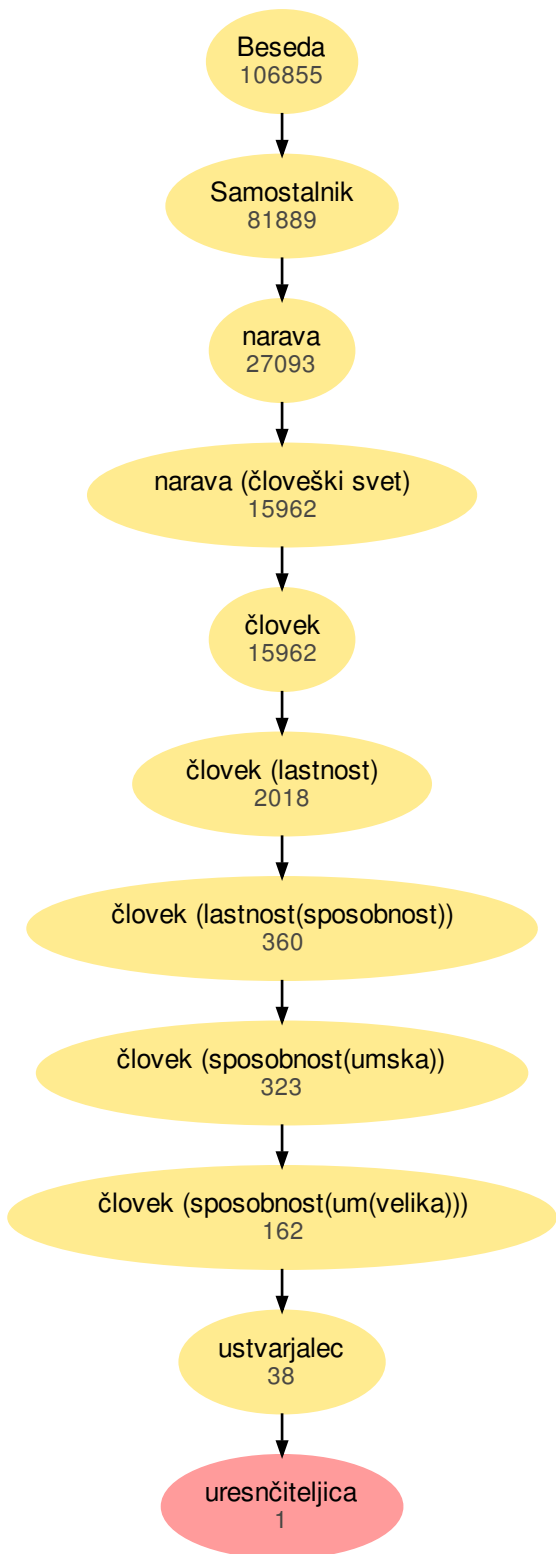 Beseda
106855
Samostalnik
81889
narava
27093
narava (človeški svet)
15962
človek
15962
človek (lastnost)
2018
človek (lastnost(sposobnost))
360
človek (sposobnost(umska))
323
človek (sposobnost(um(velika)))
162
ustvarjalec
38
uresnčiteljica
1